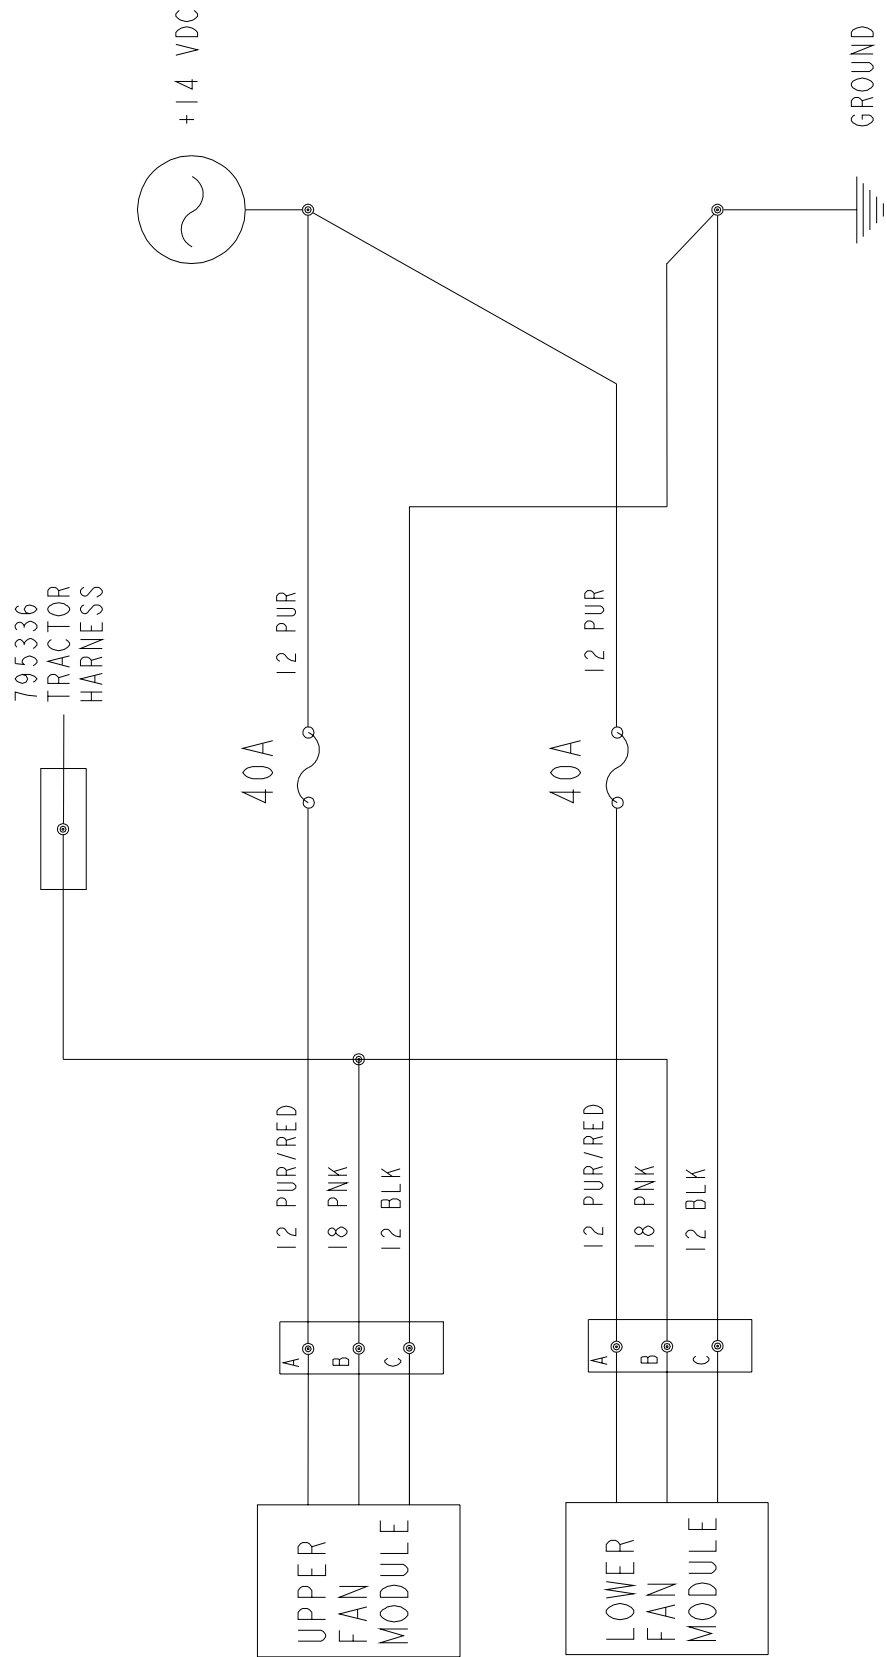 +14 VDC
GROUND
795336
TRACTOR
HARNESS
12 PUR
12 PUR
40A
40A
12 PUR/RED
18 PNK
12 BLK
12 PUR/RED
18 PNK
12 BLK
A
B
C
A
B
C
UPPER
FAN
MODULE
LOWER
FAN
MODULE